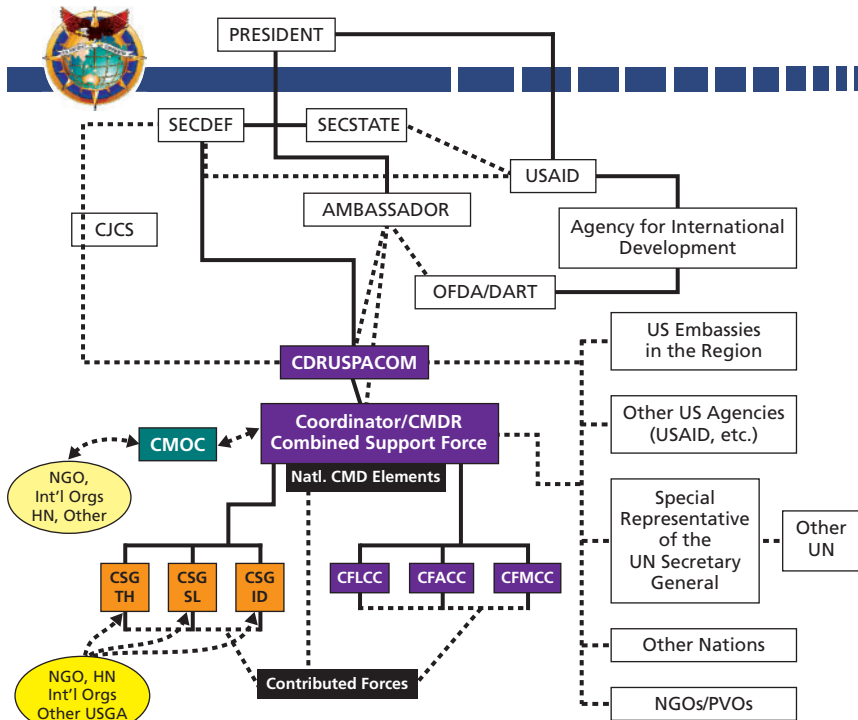 PRESIDENT
SECDEF
SECSTATE
USAID
CJCS
AMBASSADOR
Agency for International
Development
OFDA/DART
CDRUSPACOM
US Embassies
in the Region
Coordinator/CMDR
Combined Support Force
Other US Agencies
(USAID, etc.)
CMOC
Natl. CMD Elements
NGO,
Int'l Orgs
HN, Other
Special
Representative
of the
UN Secretary
General
Other
UN
CSG
TH
CSG
SL
CSG
ID
CFLCC
CFACC
CFMCC
Other Nations
NGO, HN
Int'l Orgs
Other USGA
Contributed Forces
NGOs/PVOs